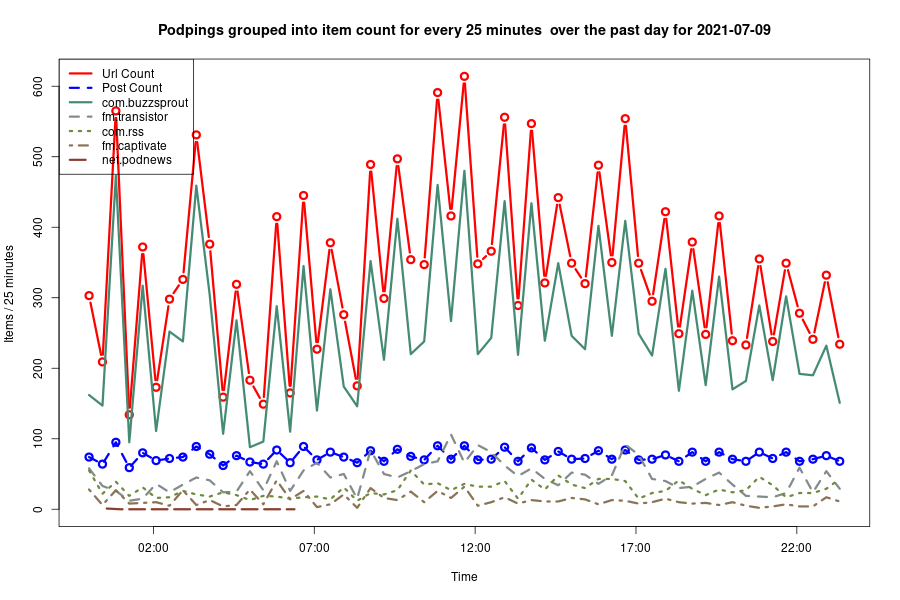 Podpings grouped into item count for every 25 minutes  over the past day for 2021-07-09
Url Count
Post Count
com.buzzsprout
fm.transistor
com.rss
fm.captivate
net.podnews
Items / 25 minutes
600
500
400
300
200
100
0
02:00 07:00 12:00 17:00 22:00
Time